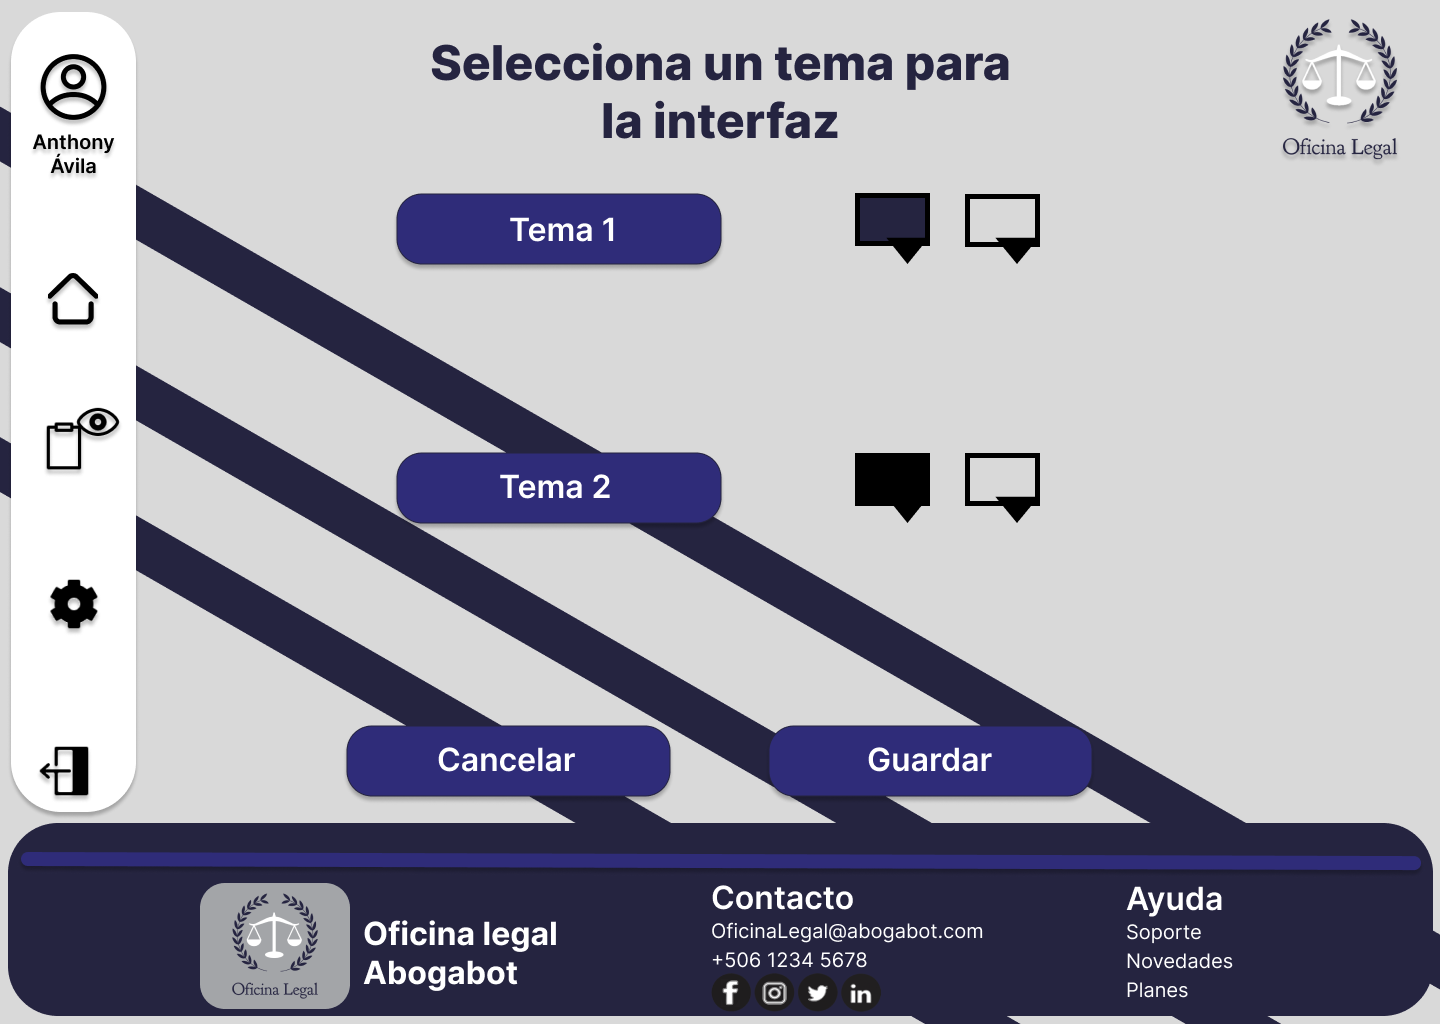 Selecciona un tema para
la interfaz
Oficina Legal
Anthony
Ávila
Tema 1
Tema 2
Cancelar
Guardar
Oficina Legal
Oficina legal
Abogabot
Contacto
OficinaLegal@abogabot.com
+506 1234 5678
Ayuda
Soporte
Novedades
Planes